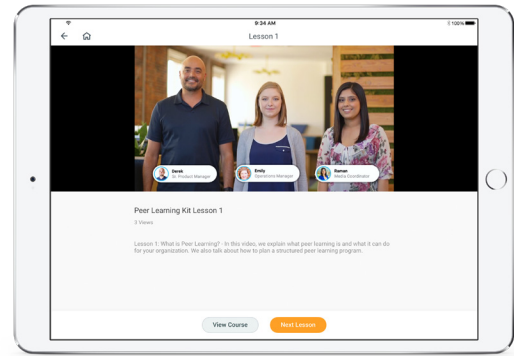 9:34 AM
100%
Lesson 1
Derek
Sr. Product Manager
Emily
Operations Manager
Raman
Media Coordinator
Peer Learning Kit Lesson 1
3 Views
Lesson 1: What is Peer Learning? - In this video, we explain what peer learning is and what it can do
for your organization. We also talk about how to plan a structured peer learning program.
View Course
Next Lesson